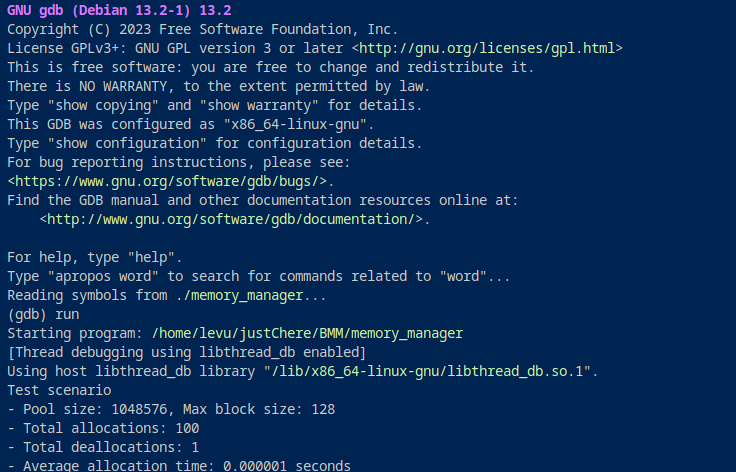 GNU gdb (Debian 13.2-1) 13.2
Copyright (C) 2023 Free Software Foundation, Inc.
License GPLv3+: GNU GPL version 3 or later <http://gnu.org/licenses/gpl.html>
This is free software: you are free to change and redistribute it.
There is NO WARRANTY, to the extent permitted by law.
Type "show copying" and "show warranty" for details.
This GDB was configured as "x86_64-linux-gnu".
Type "show configuration" for configuration details.
For bug reporting instructions, please see:
<https://www.gnu.org/software/gdb/bugs/>.
Find the GDB manual and other documentation resources online at:
    <http://www.gnu.org/software/gdb/documentation/>.

For help, type "help".
Type "apropos word" to search for commands related to "word"...
Reading symbols from ./memory_manager...
(gdb) run
Starting program: /home/levu/justChere/BMM/memory_manager
[Thread debugging using libthread_db enabled]
Using host libthread_db library "/lib/x86_64-linux-gnu/libthread_db.so.1".
Test scenario
- Pool size: 1048576, Max block size: 128
- Total allocations: 100
- Total deallocations: 1
- Average allocation time: 0.000001 seconds